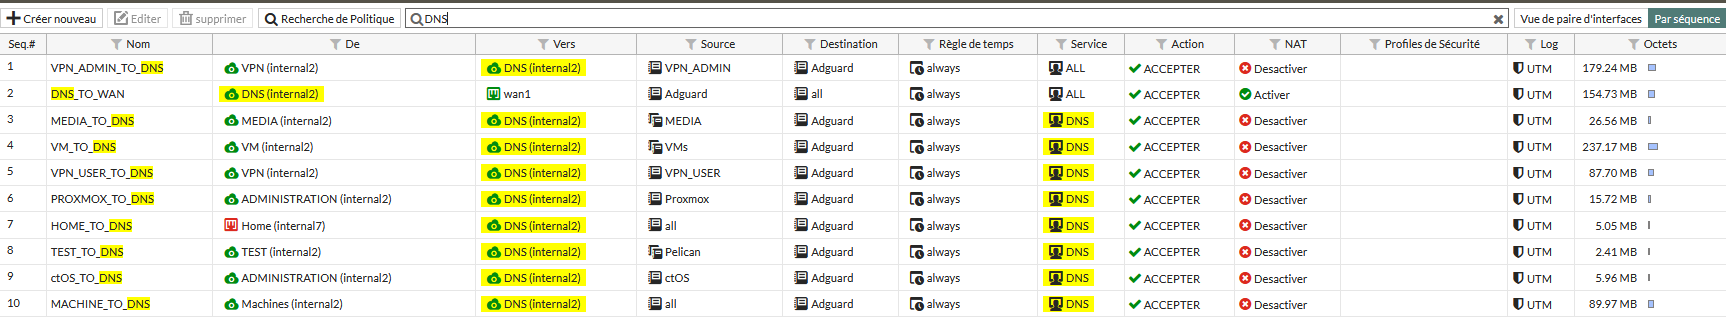 Créer nouveau Editer supprimer Recherche de Politique DNS Vue de paire d'interfaces Par séquence
Seq.# Nom De Vers Source Destination Règle de temps Service Action NAT Profiles de Sécurité Log Octets
1 VPN_ADMIN_TO_DNS VPN (internal2) DNS (internal2) VPN_ADMIN Adguard always ALL ACCEPTER Desactiver UTM 179.24 MB
2 DNS_TO_WAN DNS (internal2) wan1 Adguard all always ALL ACCEPTER Activer UTM 154.73 MB
3 MEDIA_TO_DNS MEDIA (internal2) DNS (internal2) MEDIA Adguard always DNS ACCEPTER Desactiver UTM 26.56 MB
4 VM_TO_DNS VM (internal2) DNS (internal2) VMs Adguard always DNS ACCEPTER Desactiver UTM 237.17 MB
5 VPN_USER_TO_DNS VPN (internal2) DNS (internal2) VPN_USER Adguard always DNS ACCEPTER Desactiver UTM 87.70 MB
6 PROXMOX_TO_DNS ADMINISTRATION (internal2) DNS (internal2) Proxmox Adguard always DNS ACCEPTER Desactiver UTM 15.72 MB
7 HOME_TO_DNS Home (internal7) DNS (internal2) all Adguard always DNS ACCEPTER Desactiver UTM 5.05 MB
8 TEST_TO_DNS TEST (internal2) DNS (internal2) Pelican Adguard always DNS ACCEPTER Desactiver UTM 2.41 MB
9 ctOS_TO_DNS ADMINISTRATION (internal2) DNS (internal2) ctOS Adguard always DNS ACCEPTER Desactiver UTM 5.96 MB
10 MACHINE_TO_DNS Machines (internal2) DNS (internal2) all Adguard always DNS ACCEPTER Desactiver UTM 89.97 MB